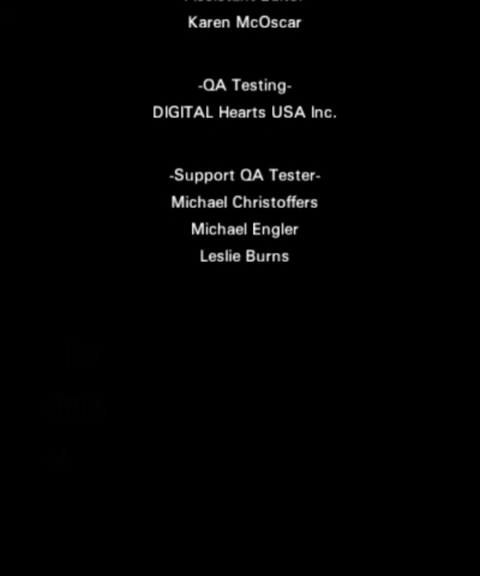 Karen McOscar
-QA Testing-
DIGITAL Hearts USA Inc.
-Support QA Tester-
Michael Christoffers
Michael Engler
Leslie Burns